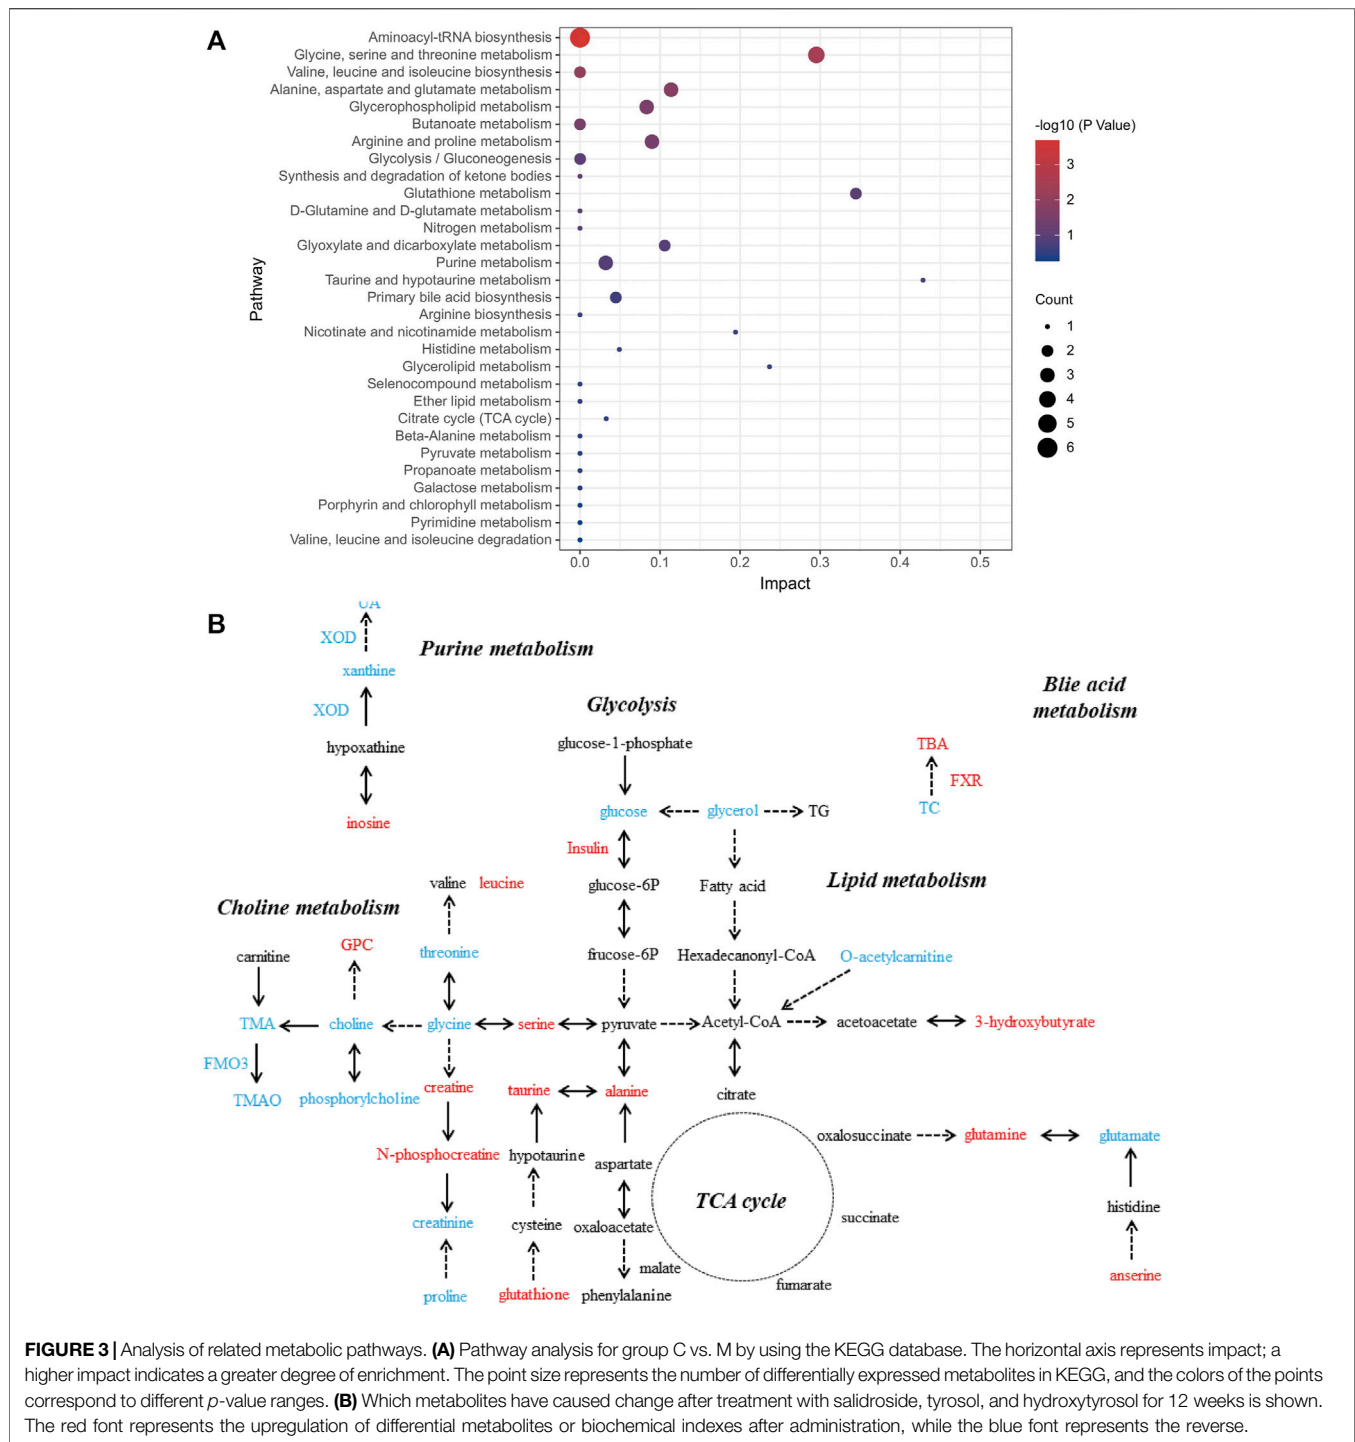 A
Aminoacyl-tRNA biosynthesis
Glycine, serine and threonine metabolism
Valine, leucine and isoleucine biosynthesis
Alanine, aspartate and glutamate metabolism
Glycerophospholipid metabolism
Butanoate metabolism
Arginine and proline metabolism
Glycolysis / Gluconeogenesis
Synthesis and degradation of ketone bodies
Glutathione metabolism
D-Glutamine and D-glutamate metabolism
Nitrogen metabolism
Glyoxylate and dicarboxylate metabolism
Purine metabolism
Taurine and hypotaurine metabolism
Primary bile acid biosynthesis
Arginine biosynthesis
Nicotinate and nicotinamide metabolism
Histidine metabolism
Glycerolipid metabolism
Selenocompound metabolism
Ether lipid metabolism
Citrate cycle (TCA cycle)
Beta-Alanine metabolism
Pyruvate metabolism
Propanoate metabolism
Galactose metabolism
Porphyrin and chlorophyll metabolism
Pyrimidine metabolism
Valine, leucine and isoleucine degradation
Pathway
0.0 0.1 0.2 0.3 0.4 0.5
Impact
-log10 (P Value)
3
2
1
Count
1
2
3
4
5
6
B
UA
XOD
Purine metabolism
xanthine
XOD
hypoxathine
inosine
Glycolysis
glucose-1-phosphate
Blie acid
metabolism
TBA
FXR
TC
glucose glycerol TG
Insulin
glucose-6P Fatty acid
Lipid metabolism
valine leucine
Choline metabolism
carnitine GPC threonine frucose-6P Hexadecanonyl-CoA O-acetylcarnitine
TMA choline glycine serine pyruvate Acetyl-CoA acetoacetate 3-hydroxybutyrate
FMO3
TMAO phosphorylcholine creatine taurine alanine citrate
oxalosuccinate glutamine glutamate
N-phosphocreatine hypotaurine aspartate
TCA cycle
histidine
succinate
creatinine cysteine oxaloacetate
malate
fumarate
anserine
proline glutathione phenylalanine
FIGURE 3 | Analysis of related metabolic pathways. (A) Pathway analysis for group C vs. M by using the KEGG database. The horizontal axis represents impact; a
higher impact indicates a greater degree of enrichment. The point size represents the number of differentially expressed metabolites in KEGG, and the colors of the points
correspond to different p-value ranges. (B) Which metabolites have caused change after treatment with salidroside, tyrosol, and hydroxytyrosol for 12 weeks is shown.
The red font represents the upregulation of differential metabolites or biochemical indexes after administration, while the blue font represents the reverse.